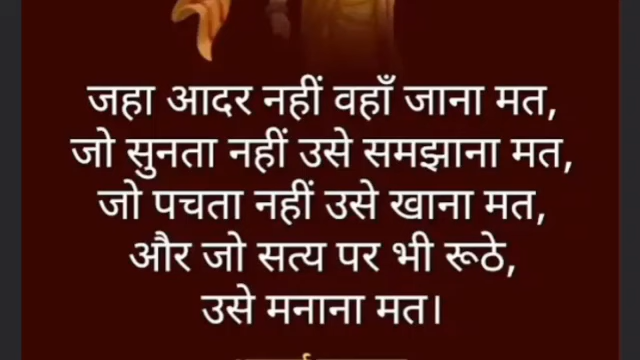 जहा आदर नहीं वहाँ जाना मत,
जो सुनता नहीं उसे समझाना मत,
जो पचता नहीं उसे खाना मत,
और जो सत्य पर भी रूठे,
उसे मनाना मत।